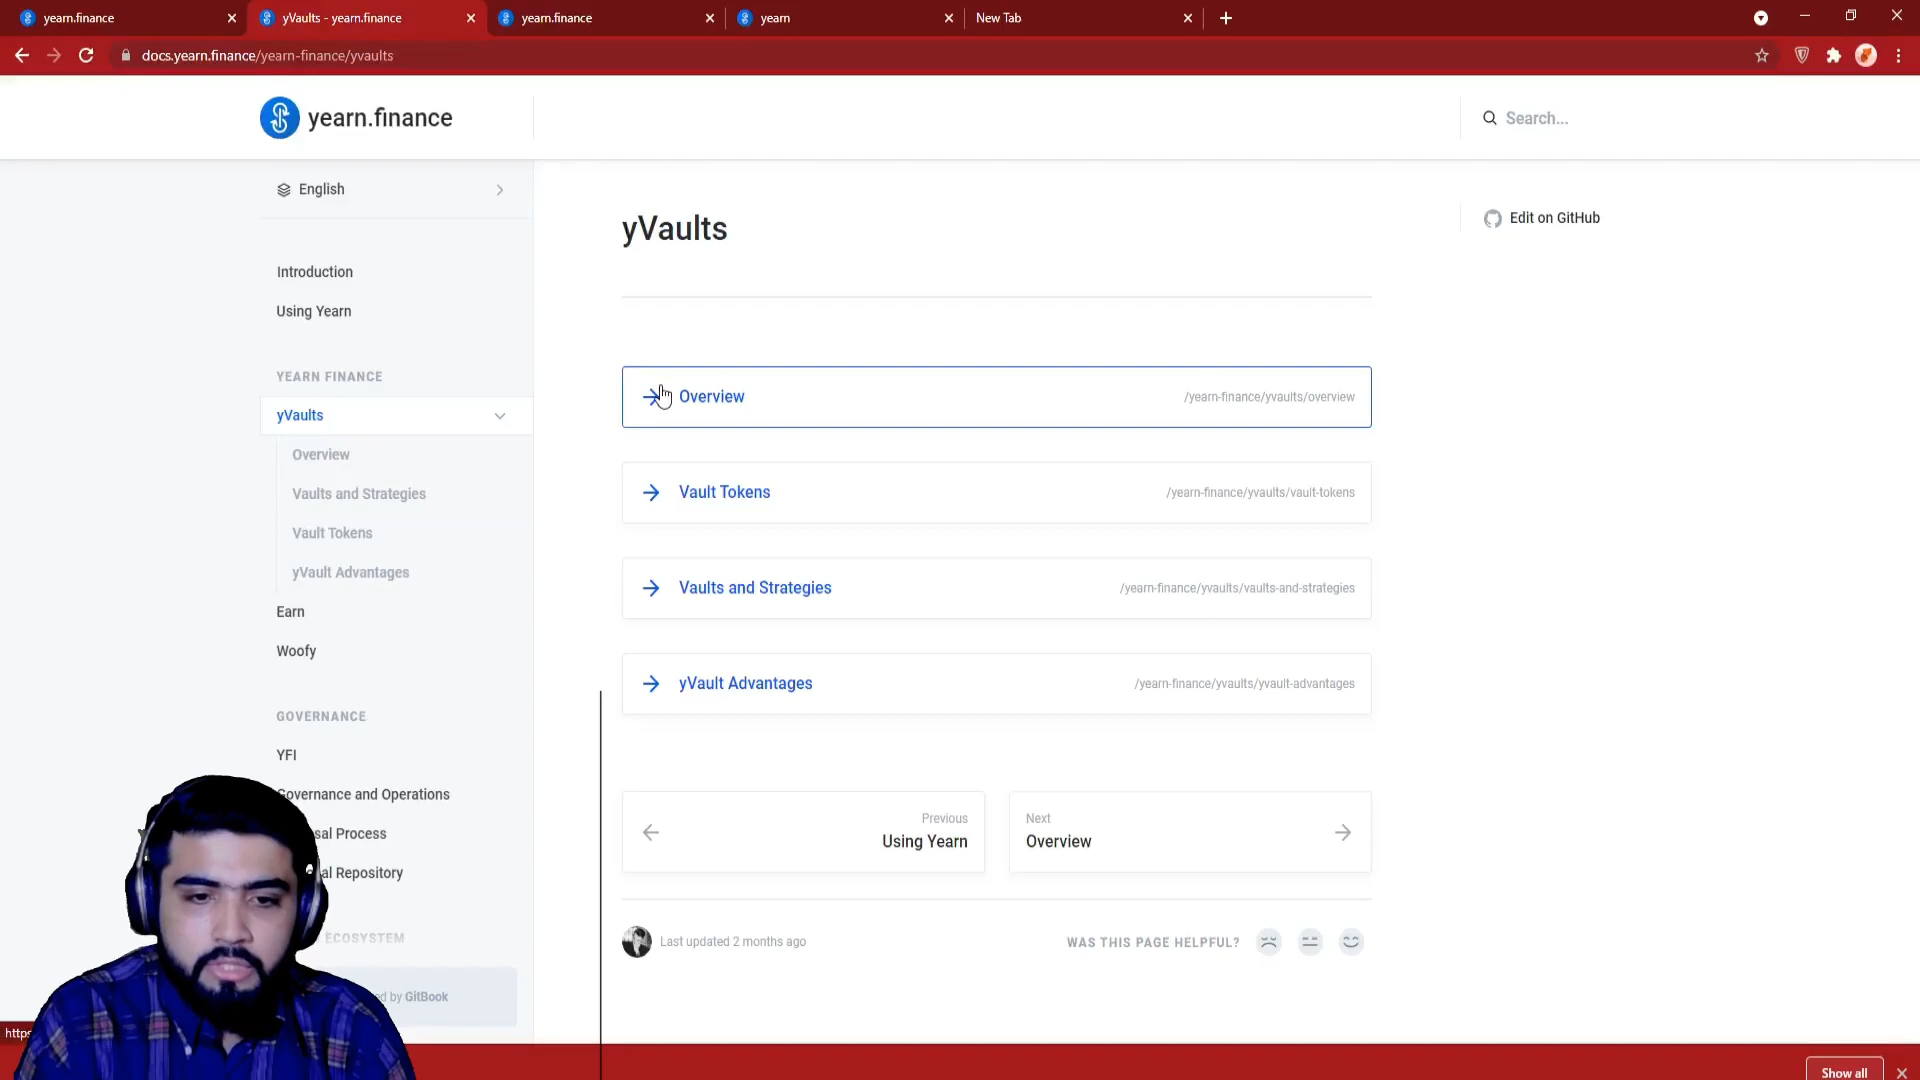 yearn.finance
yVaults - yearn.finance
yearn.finance
yearn
New Tab
docs.yearn.finance/yearn-finance/yvaults
yearn.finance
Search...
English
Introduction
Using Yearn
YEARN FINANCE
yVaults
Overview
Vaults and Strategies
Vault Tokens
yVault Advantages
Earn
Woofy
GOVERNANCE
YFI
Governance and Operations
sal Process
al Repository
ECOSYSTEM
d by GitBook
https
yVaults
Edit on GitHub
Overview /yearn-finance/yvaults/overview
Vault Tokens /yearn-finance/yvaults/vault-tokens
Vaults and Strategies /yearn-finance/yvaults/vaults-and-strategies
yVault Advantages /yearn-finance/yvaults/yvault-advantages
Previous
Using Yearn
Next
Overview
Last updated 2 months ago
WAS THIS PAGE HELPFUL?
Show all